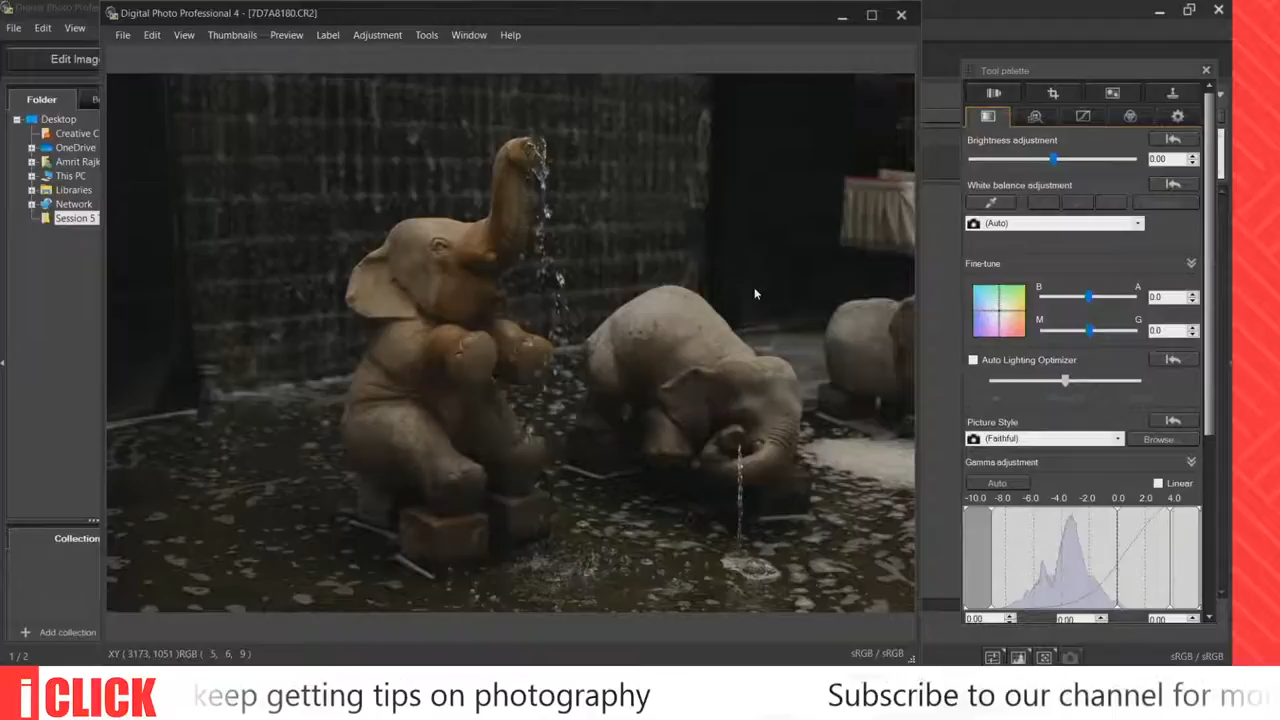 Digital Photo Professional 4 - [7D7A8180.CR2]
File Edit View
File Edit View Thumbnails Preview Label Adjustment Tools Window Help
Edit Imag
Folder
Desktop
Creative C
OneDrive
Amrit Rajk
This PC
Libraries
Network
Session 5
Collection
Add collection
1 / 2
XY ( 3173, 1051 ) RGB ( 5, 6, 9 )
sRGB / sRGB
Tool palette
Brightness adjustment
0.00
White balance adjustment
(Auto)
Fine-tune
B A
0.0
M G
0.0
Auto Lighting Optimizer
Picture Style
(Faithful)
Browse...
Gamma adjustment
Auto
Linear
-10.0 -8.0 -6.0 -4.0 -2.0 0.0 2.0 4.0
0.00 0.00 0.00
sRGB / sRGB
iCLICK
keep getting tips on photography
Subscribe to our channel for mo